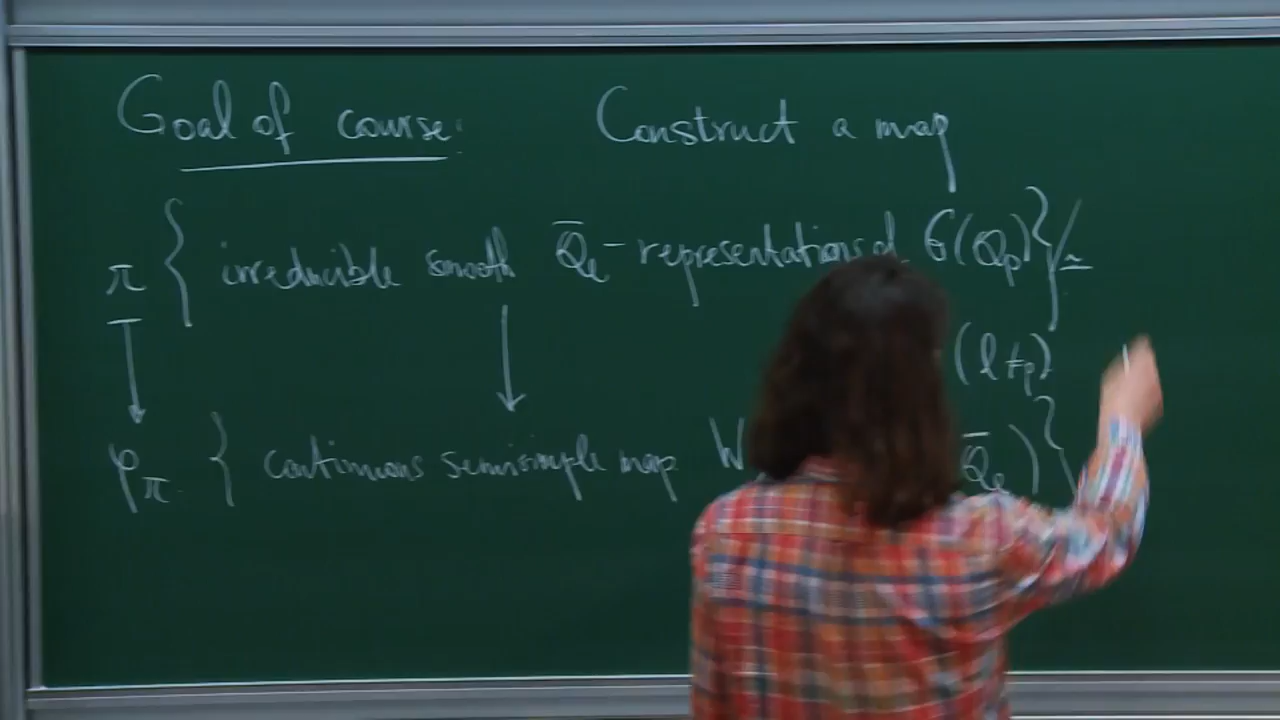 Goal of course: Construct a map
π { irreducible smooth Q̄ℓ-representations of G(Qp) } /≃
(ℓ ≠ p)
φπ { continuous semisimple map W Q̄ℓ ) }